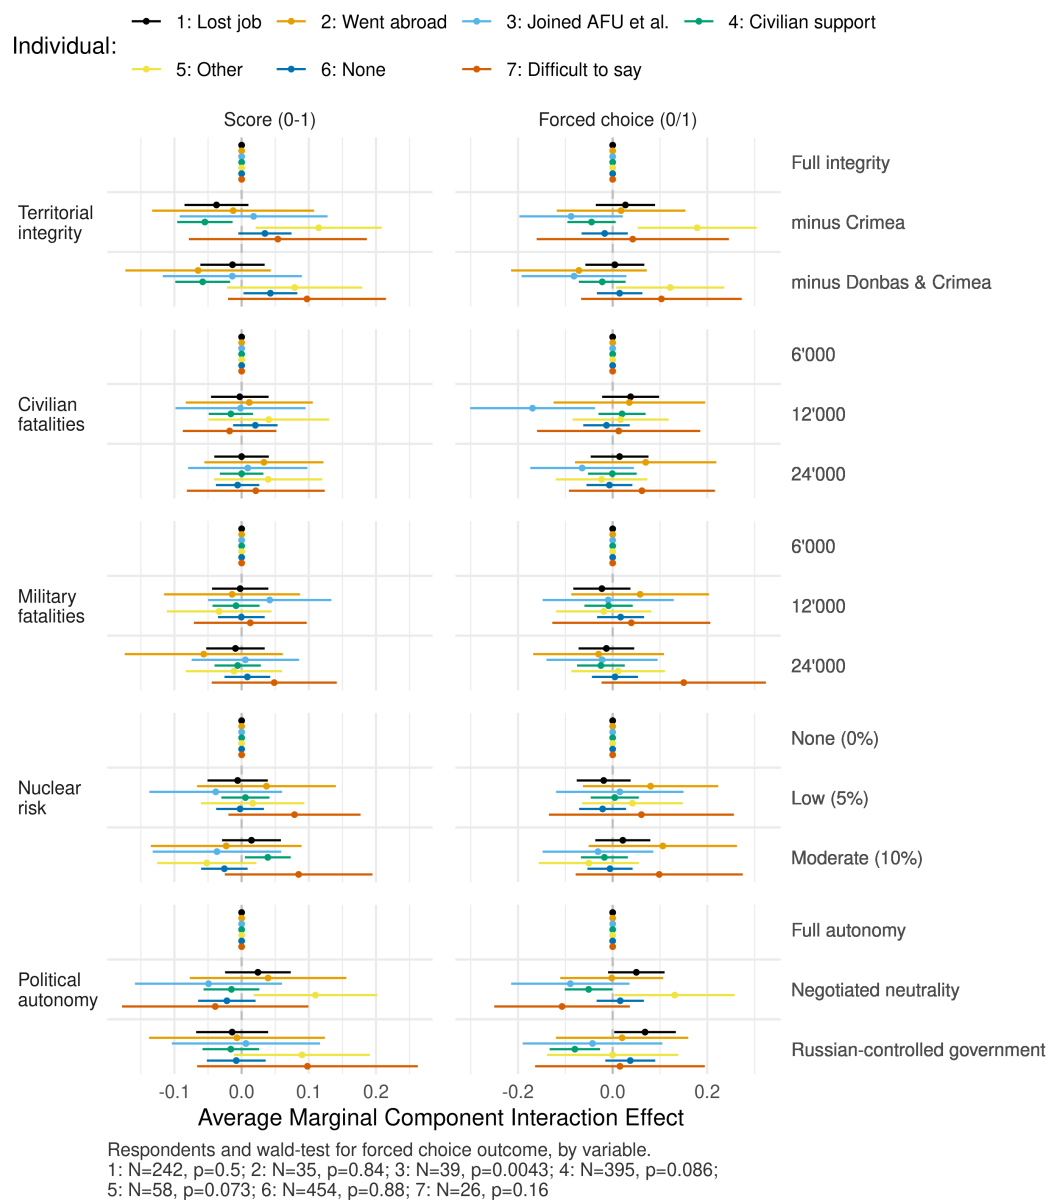 Individual:
1: Lost job
2: Went abroad
3: Joined AFU et al.
4: Civilian support
5: Other
6: None
7: Difficult to say
Score (0-1)
Forced choice (0/1)
Territorial
integrity
Full integrity
minus Crimea
minus Donbas & Crimea
Civilian
fatalities
6'000
12'000
24'000
Military
fatalities
6'000
12'000
24'000
Nuclear
risk
None (0%)
Low (5%)
Moderate (10%)
Political
autonomy
Full autonomy
Negotiated neutrality
Russian-controlled government
-0.1 0.0 0.1 0.2
-0.2 0.0 0.2
Average Marginal Component Interaction Effect
Respondents and wald-test for forced choice outcome, by variable.
1: N=242, p=0.5; 2: N=35, p=0.84; 3: N=39, p=0.0043; 4: N=395, p=0.086;
5: N=58, p=0.073; 6: N=454, p=0.88; 7: N=26, p=0.16